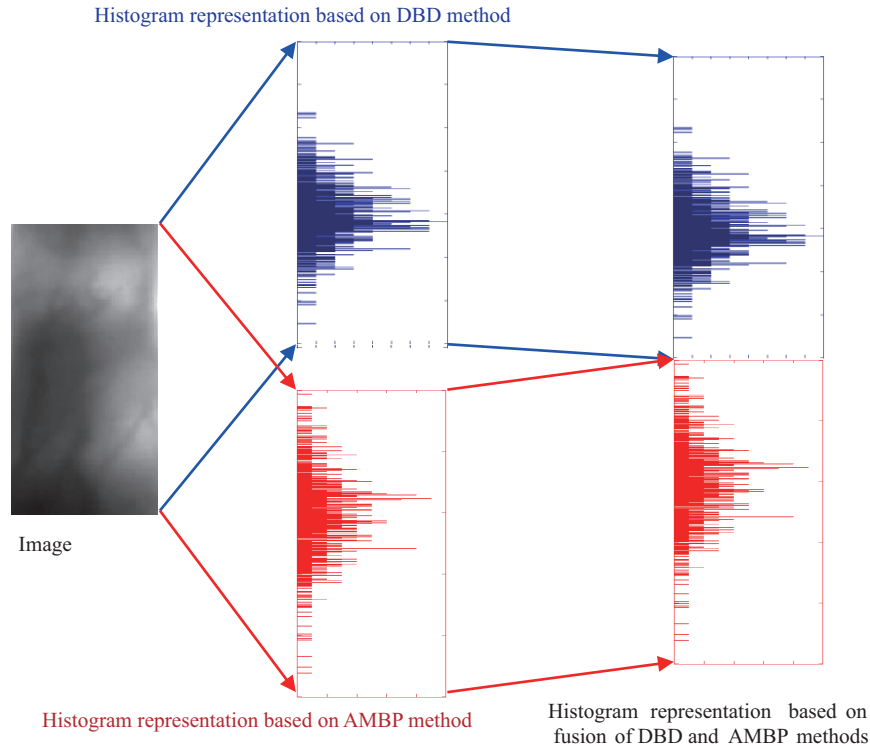 Histogram representation based on DBD method
Image
Histogram representation based on AMBP method
Histogram representation based on
fusion of DBD and AMBP methods